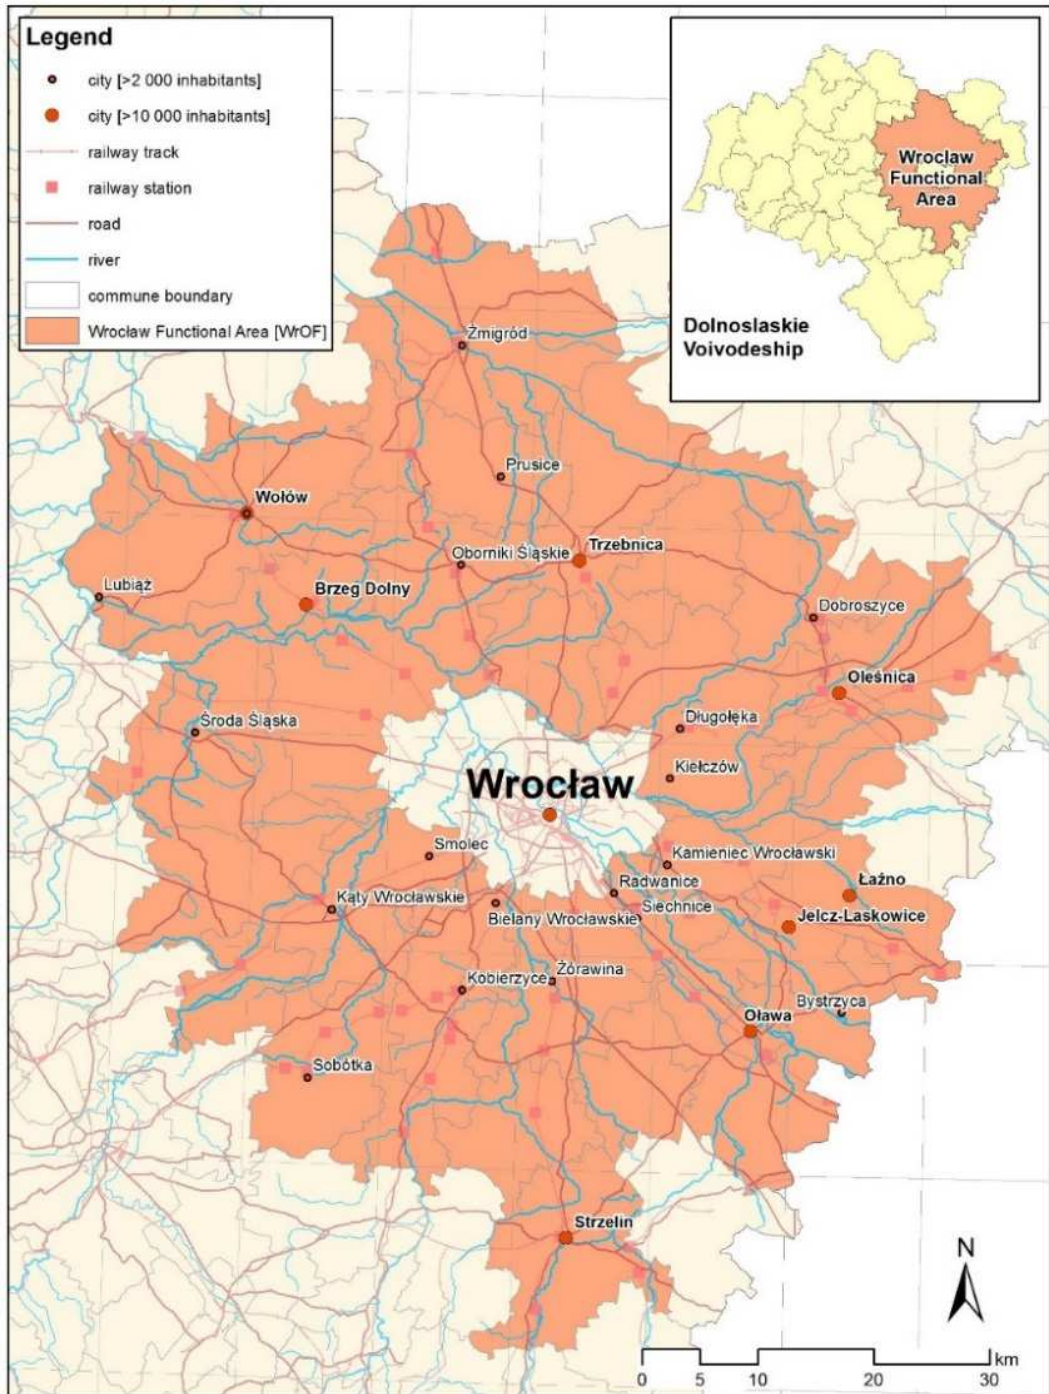 Legend
city [>2 000 inhabitants]
city [>10 000 inhabitants]
railway track
railway station
road
river
commune boundary
Wrocław Functional Area [WrOF]
Wroclaw
Functional
Area
Dolnoslaskie
Voivodeship
Żmigród
Prusice
Wołów
Oborniki Śląskie
Trzebnica
Lubiąż
Brzeg Dolny
Dobroszyce
Oleśnica
Środa Śląska
Długołęka
Kiełczów
Wrocław
Smolec
Kamieniec Wrocławski
Łaźno
Radwanice
Kąty Wrocławskie
Siechnice
Bielany Wrocławskie
Jelcz-Laskowice
Żórawina
Kobierzyce
Bystrzyca
Oława
Sobótka
Strzelin
N
km
0 5 10 20 30